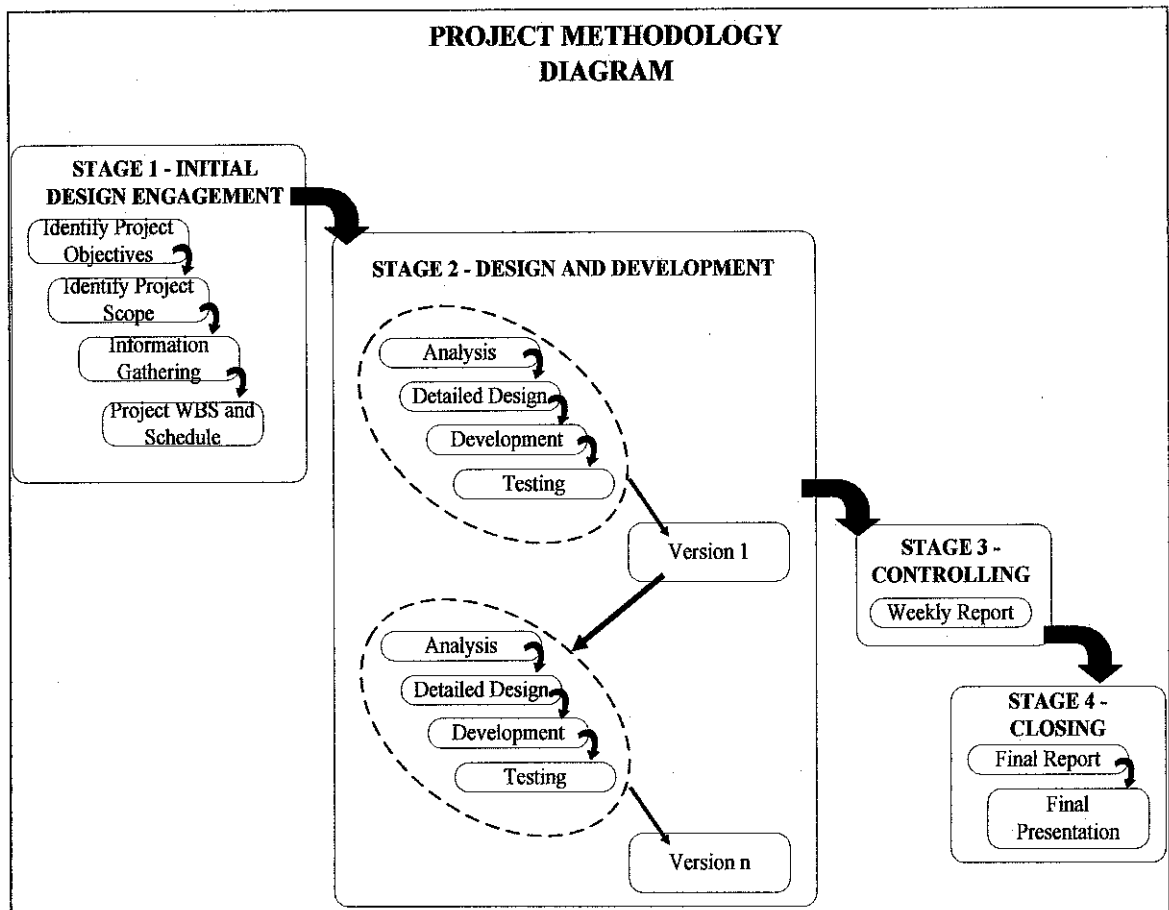 PROJECT METHODOLOGY
DIAGRAM
STAGE 1 - INITIAL
DESIGN ENGAGEMENT
Identify Project
Objectives
Identify Project
Scope
Information
Gathering
Project WBS and
Schedule
STAGE 2 - DESIGN AND DEVELOPMENT
Analysis
Detailed Design
Development
Testing
Version 1
Analysis
Detailed Design
Development
Testing
Version n
STAGE 3 -
CONTROLLING
Weekly Report
STAGE 4 -
CLOSING
Final Report
Final
Presentation